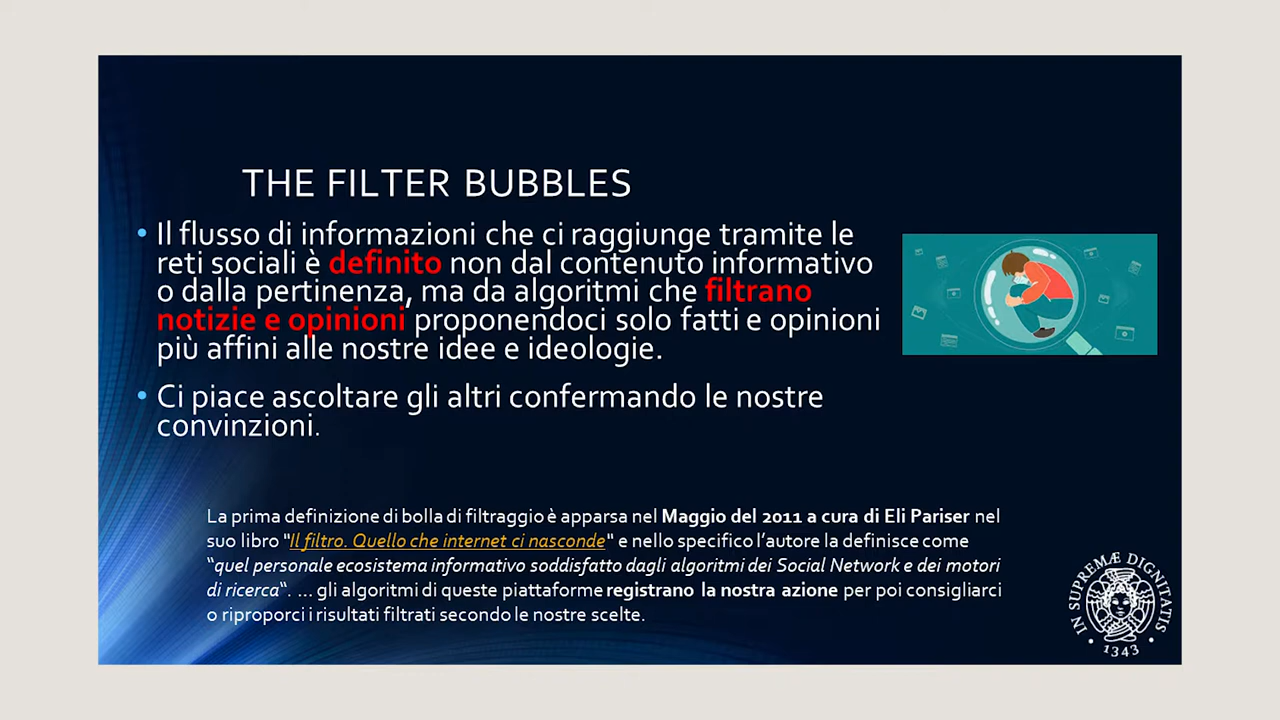 THE FILTER BUBBLES
• Il flusso di informazioni che ci raggiunge tramite le
reti sociali è definito non dal contenuto informativo
o dalla pertinenza, ma da algoritmi che filtrano
notizie e opinioni proponendoci solo fatti e opinioni
più affini alle nostre idee e ideologie.
• Ci piace ascoltare gli altri confermando le nostre
convinzioni.
La prima definizione di bolla di filtraggio è apparsa nel Maggio del 2011 a cura di Eli Pariser nel
suo libro "Il filtro. Quello che internet ci nasconde" e nello specifico l’autore la definisce come
“quel personale ecosistema informativo soddisfatto dagli algoritmi dei Social Network e dei motori
di ricerca“. ... gli algoritmi di queste piattaforme registrano la nostra azione per poi consigliarci
o riproporci i risultati filtrati secondo le nostre scelte.
IN SUPREMÆ DIGNITATIS
• 1343 •